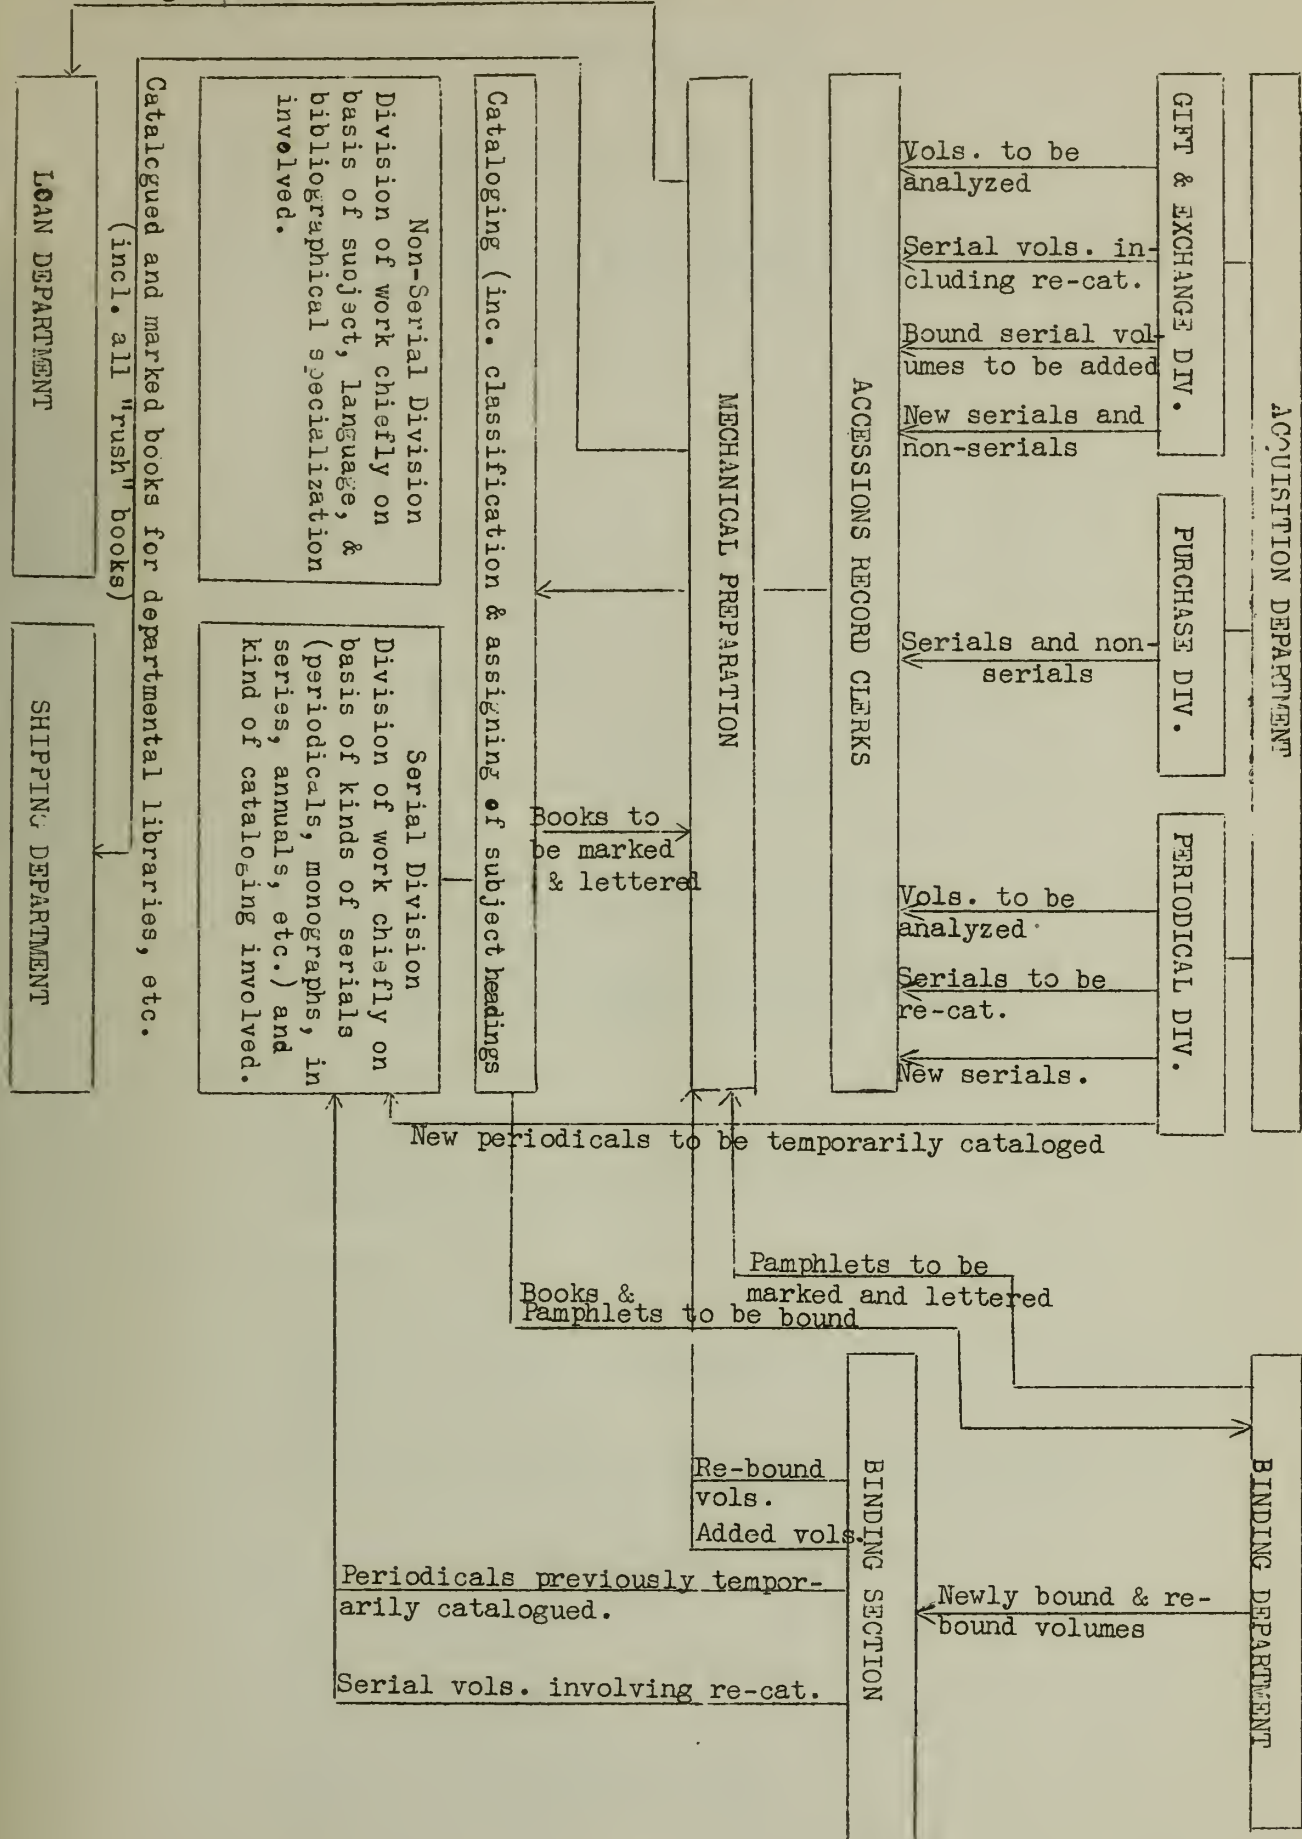 ACQUISITION DEPARTMENT
GIFT & EXCHANGE DIV.
PURCHASE DIV.
PERIODICAL DIV.
Vols. to be
analyzed
Serial vols. in-
cluding re-cat.
Bound serial vol-
umes to be added
New serials and
non-serials
Serials and non-
serials
Vols. to be
analyzed
Serials to be
re-cat.
New serials.
ACCESSIONS RECORD CLERKS
MECHANICAL PREPARATION
Books to
be marked
& lettered
Cataloging (inc. classification & assigning of subject headings
Non-Serial Division
Division of work chiefly on
basis of subject, language, &
bibliographical specialization
involved.
Serial Division
Division of work chiefly on
basis of kinds of serials
(periodicals, monographs, in
series, annuals, etc.) and
kind of cataloging involved.
Catalogued and marked books for departmental libraries, etc.
(incl. all "rush" books)
LOAN DEPARTMENT
SHIPPING DEPARTMENT
New periodicals to be temporarily cataloged
Pamphlets to be
marked and lettered
Books &
Pamphlets to be bound
BINDING DEPARTMENT
BINDING SECTION
Newly bound & re-
bound volumes
Re-bound
vols.
Added vols.
Periodicals previously tempor-
arily catalogued.
Serial vols. involving re-cat.